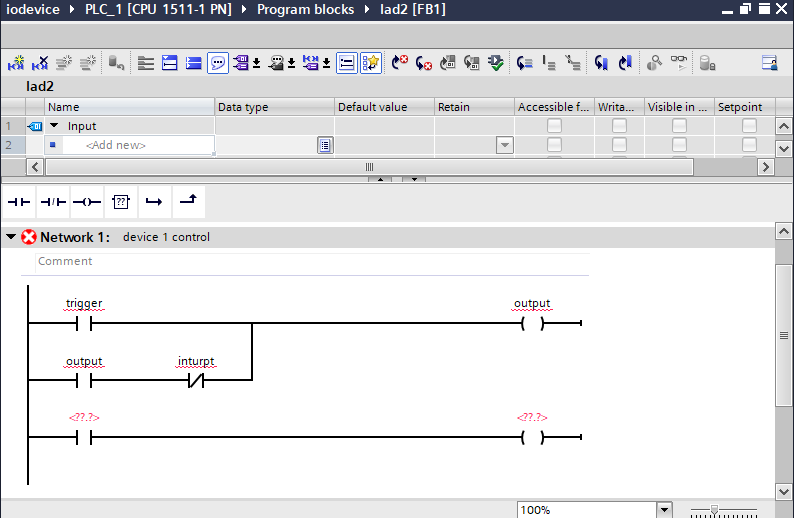 iodevice ▸ PLC_1 [CPU 1511-1 PN] ▸ Program blocks ▸ lad2 [FB1]
lad2
Name Data type Default value Retain Accessible f... Writa... Visible in ... Setpoint
1 Input
2 <Add new>
??
Network 1: device 1 control
Comment
trigger output
output inturpt
<??.?> <??.?>
100%